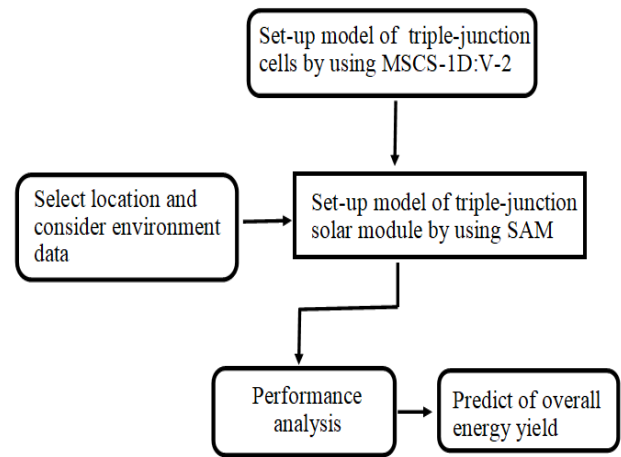 Set-up model of triple-junction
cells by using MSCS-1D:V-2
Select location and
consider environment
data
Set-up model of triple-junction
solar module by using SAM
Performance
analysis
Predict of overall
energy yield